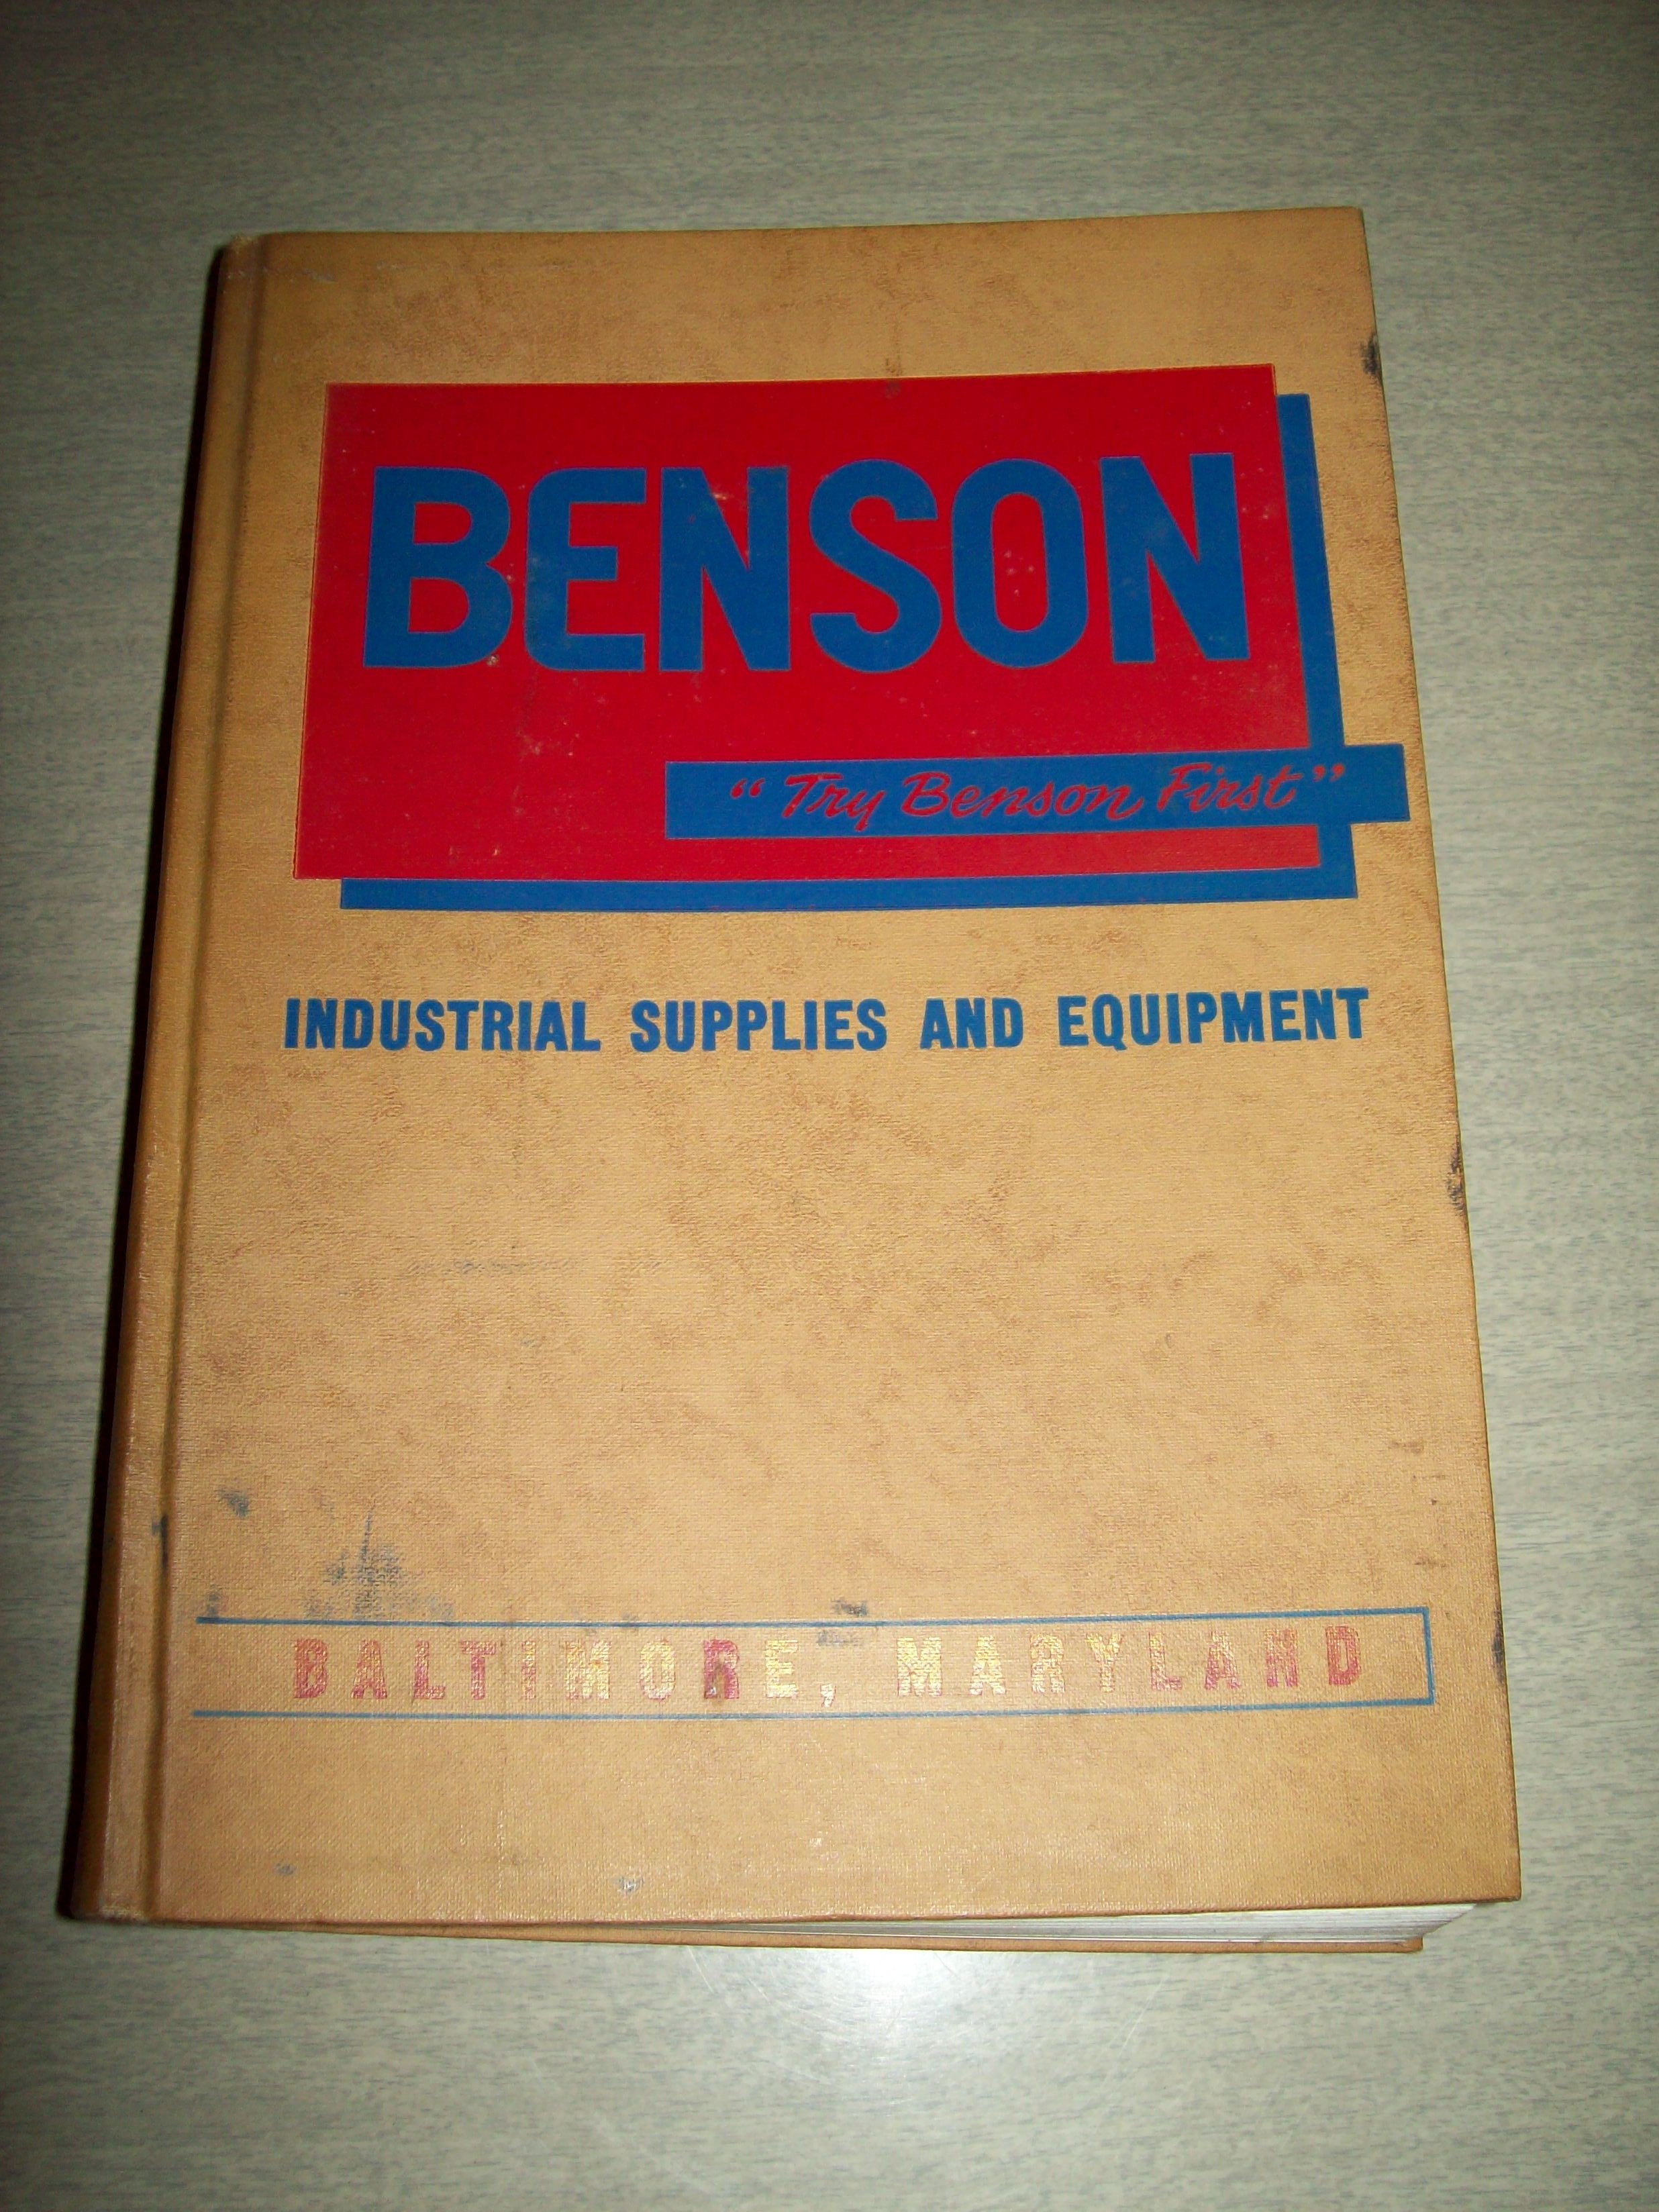 BENSON
“Try Benson First”
INDUSTRIAL SUPPLIES AND EQUIPMENT
BALTIMORE, MARYLAND